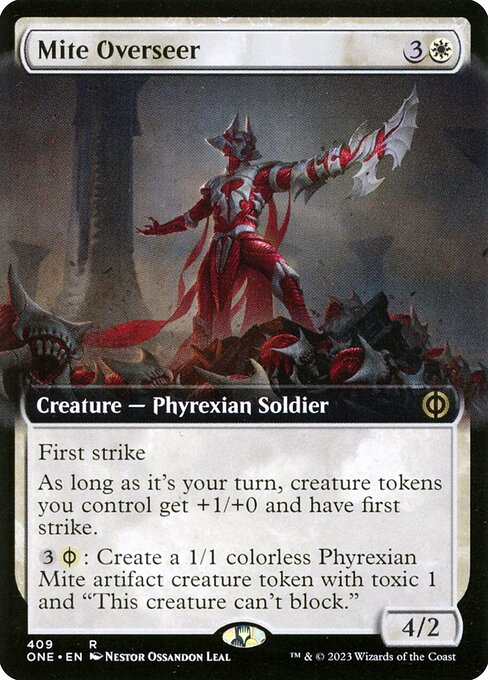 Mite Overseer 3
Creature — Phyrexian Soldier
First strike
As long as it's your turn, creature tokens
you control get +1/+0 and have first
strike.
3 : Create a 1/1 colorless Phyrexian
Mite artifact creature token with toxic 1
and “This creature can't block.”
4/2
409 R
ONE • EN Nestor Ossandon Leal ™ & © 2023 Wizards of the Coast